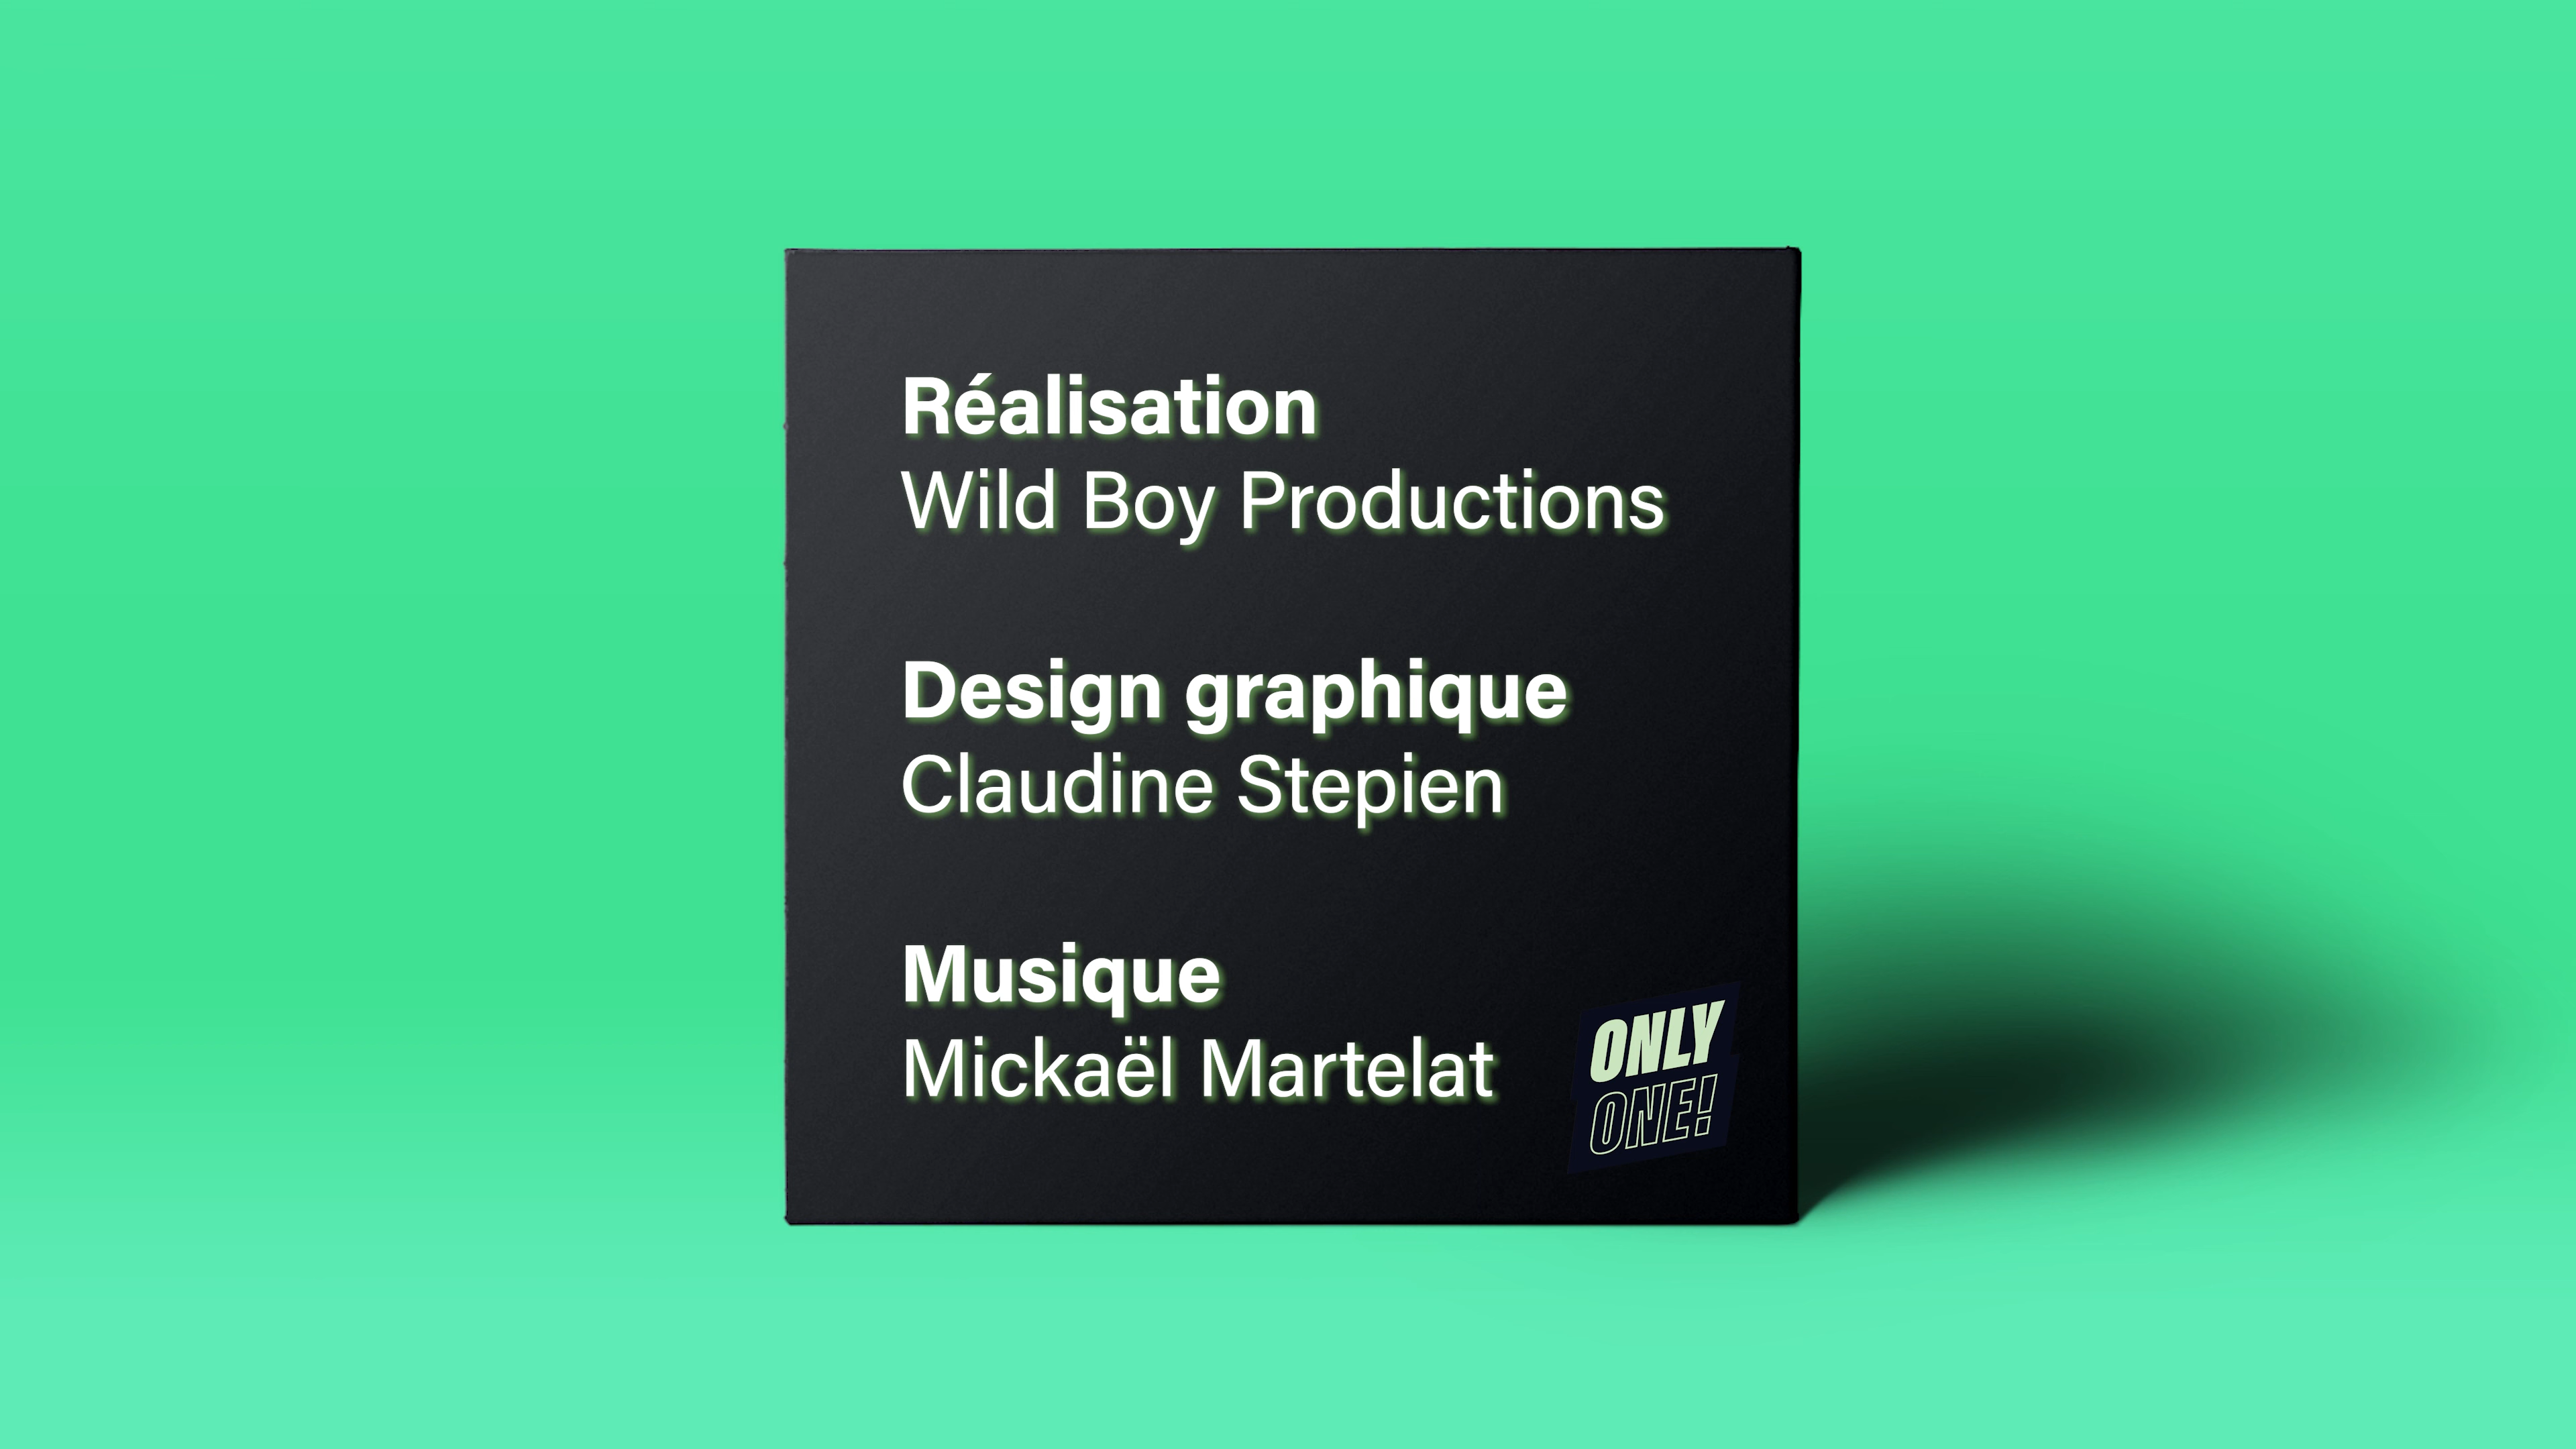 Réalisation
Wild Boy Productions
Design graphique
Claudine Stepien
Musique
Mickaël Martelat
ONLY
ONE!